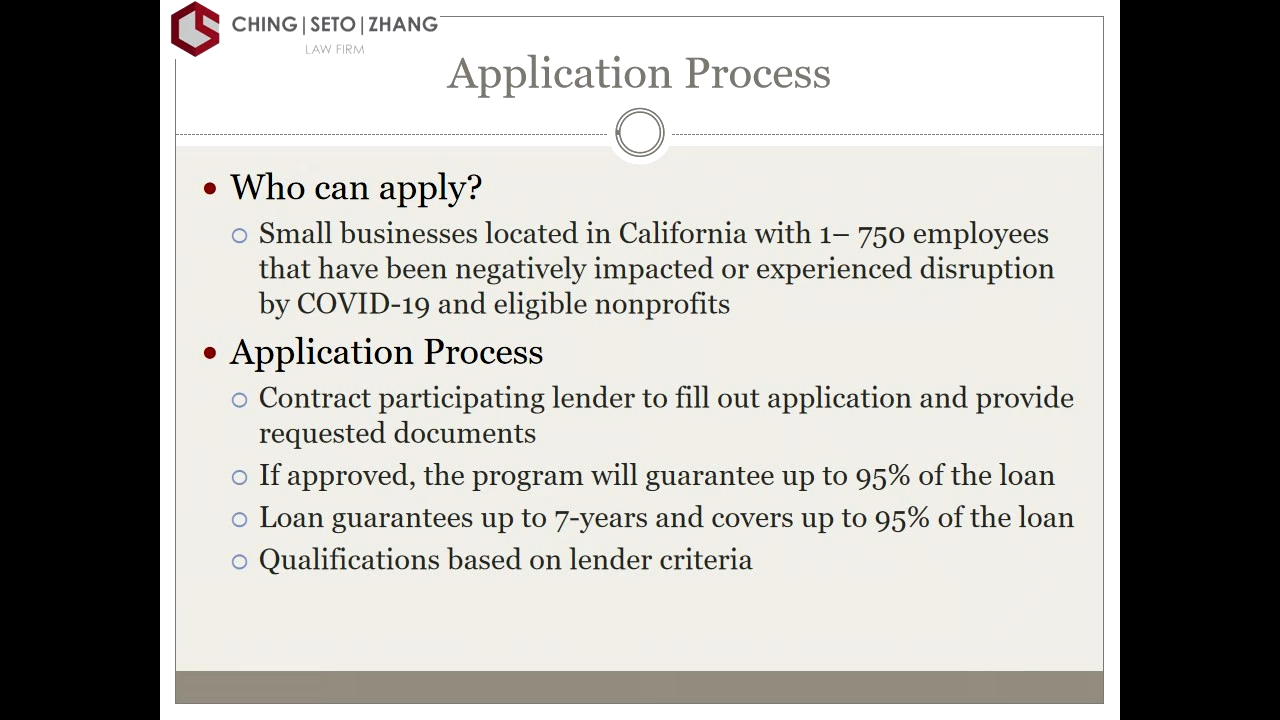 CHING|SETO|ZHANG
LAW FIRM
Application Process
Who can apply?
Small businesses located in California with 1– 750 employees
that have been negatively impacted or experienced disruption
by COVID-19 and eligible nonprofits
Application Process
Contract participating lender to fill out application and provide
requested documents
If approved, the program will guarantee up to 95% of the loan
Loan guarantees up to 7-years and covers up to 95% of the loan
Qualifications based on lender criteria